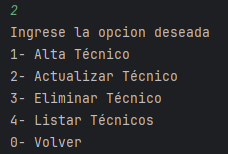 2
Ingrese la opcion deseada
1- Alta Técnico
2- Actualizar Técnico
3- Eliminar Técnico
4- Listar Técnicos
0- Volver